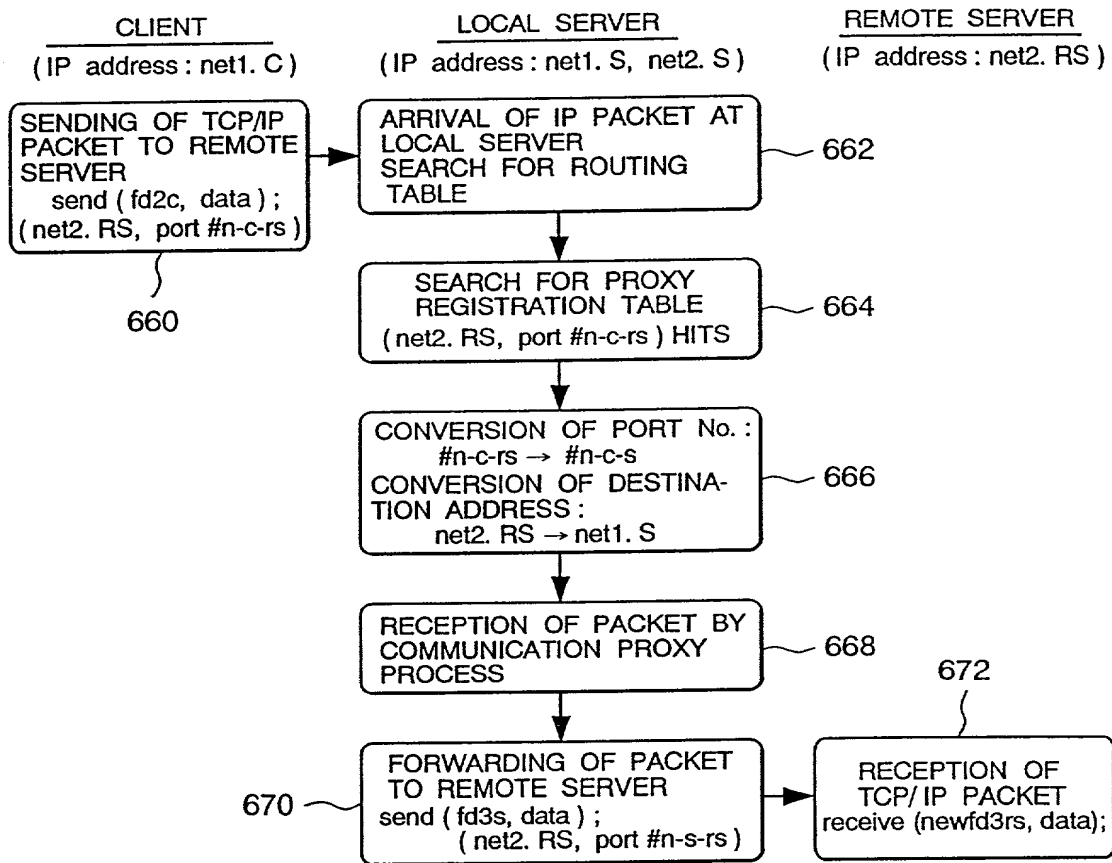 CLIENT
(IP address : net1. C)
LOCAL SERVER
(IP address : net1. S, net2. S)
REMOTE SERVER
(IP address : net2. RS)
SENDING OF TCP/IP
PACKET TO REMOTE
SERVER
send (fd2c, data) ;
(net2. RS, port #n-c-rs)
660
ARRIVAL OF IP PACKET AT
LOCAL SERVER
SEARCH FOR ROUTING
TABLE
662
SEARCH FOR PROXY
REGISTRATION TABLE
(net2. RS, port #n-c-rs) HITS
664
CONVERSION OF PORT No. :
#n-c-rs → #n-c-s
CONVERSION OF DESTINA-
TION ADDRESS :
net2. RS → net1. S
666
RECEPTION OF PACKET BY
COMMUNICATION PROXY
PROCESS
668
FORWARDING OF PACKET
TO REMOTE SERVER
send (fd3s, data) ;
(net2. RS, port #n-s-rs)
670
672
RECEPTION OF
TCP/IP PACKET
receive (newfd3rs, data);